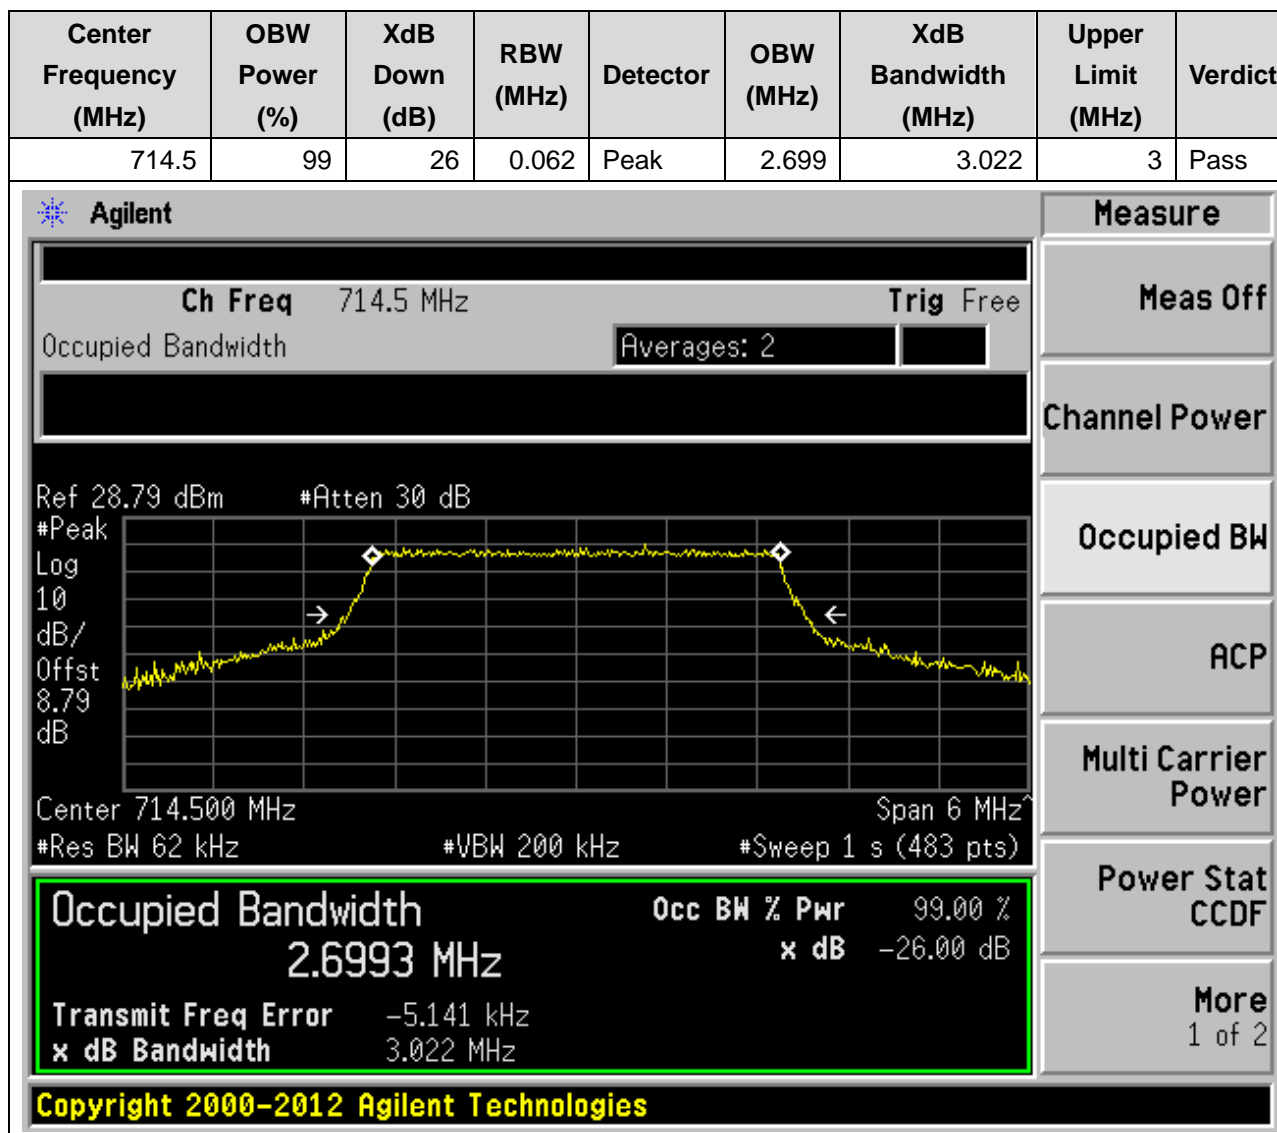 Center Frequency (MHz) OBW Power (%) XdB Down (dB) RBW (MHz) Detector OBW (MHz) XdB Bandwidth (MHz) Upper Limit (MHz) Verdict
714.5 99 26 0.062 Peak 2.699 3.022 3 Pass
Agilent
Measure
Ch Freq 714.5 MHz Trig Free
Meas Off
Occupied Bandwidth Averages: 2
Channel Power
Ref 28.79 dBm #Atten 30 dB
#Peak
Log
10
dB/
Offst
8.79
dB
Occupied BW
ACP
Multi Carrier
Power
Center 714.500 MHz Span 6 MHz^
#Res BW 62 kHz #VBW 200 kHz #Sweep 1 s (483 pts)
Power Stat
CCDF
Occupied Bandwidth Occ BW % Pwr 99.00 %
2.6993 MHz x dB -26.00 dB
Transmit Freq Error -5.141 kHz
x dB Bandwidth 3.022 MHz
More
1 of 2
Copyright 2000-2012 Agilent Technologies